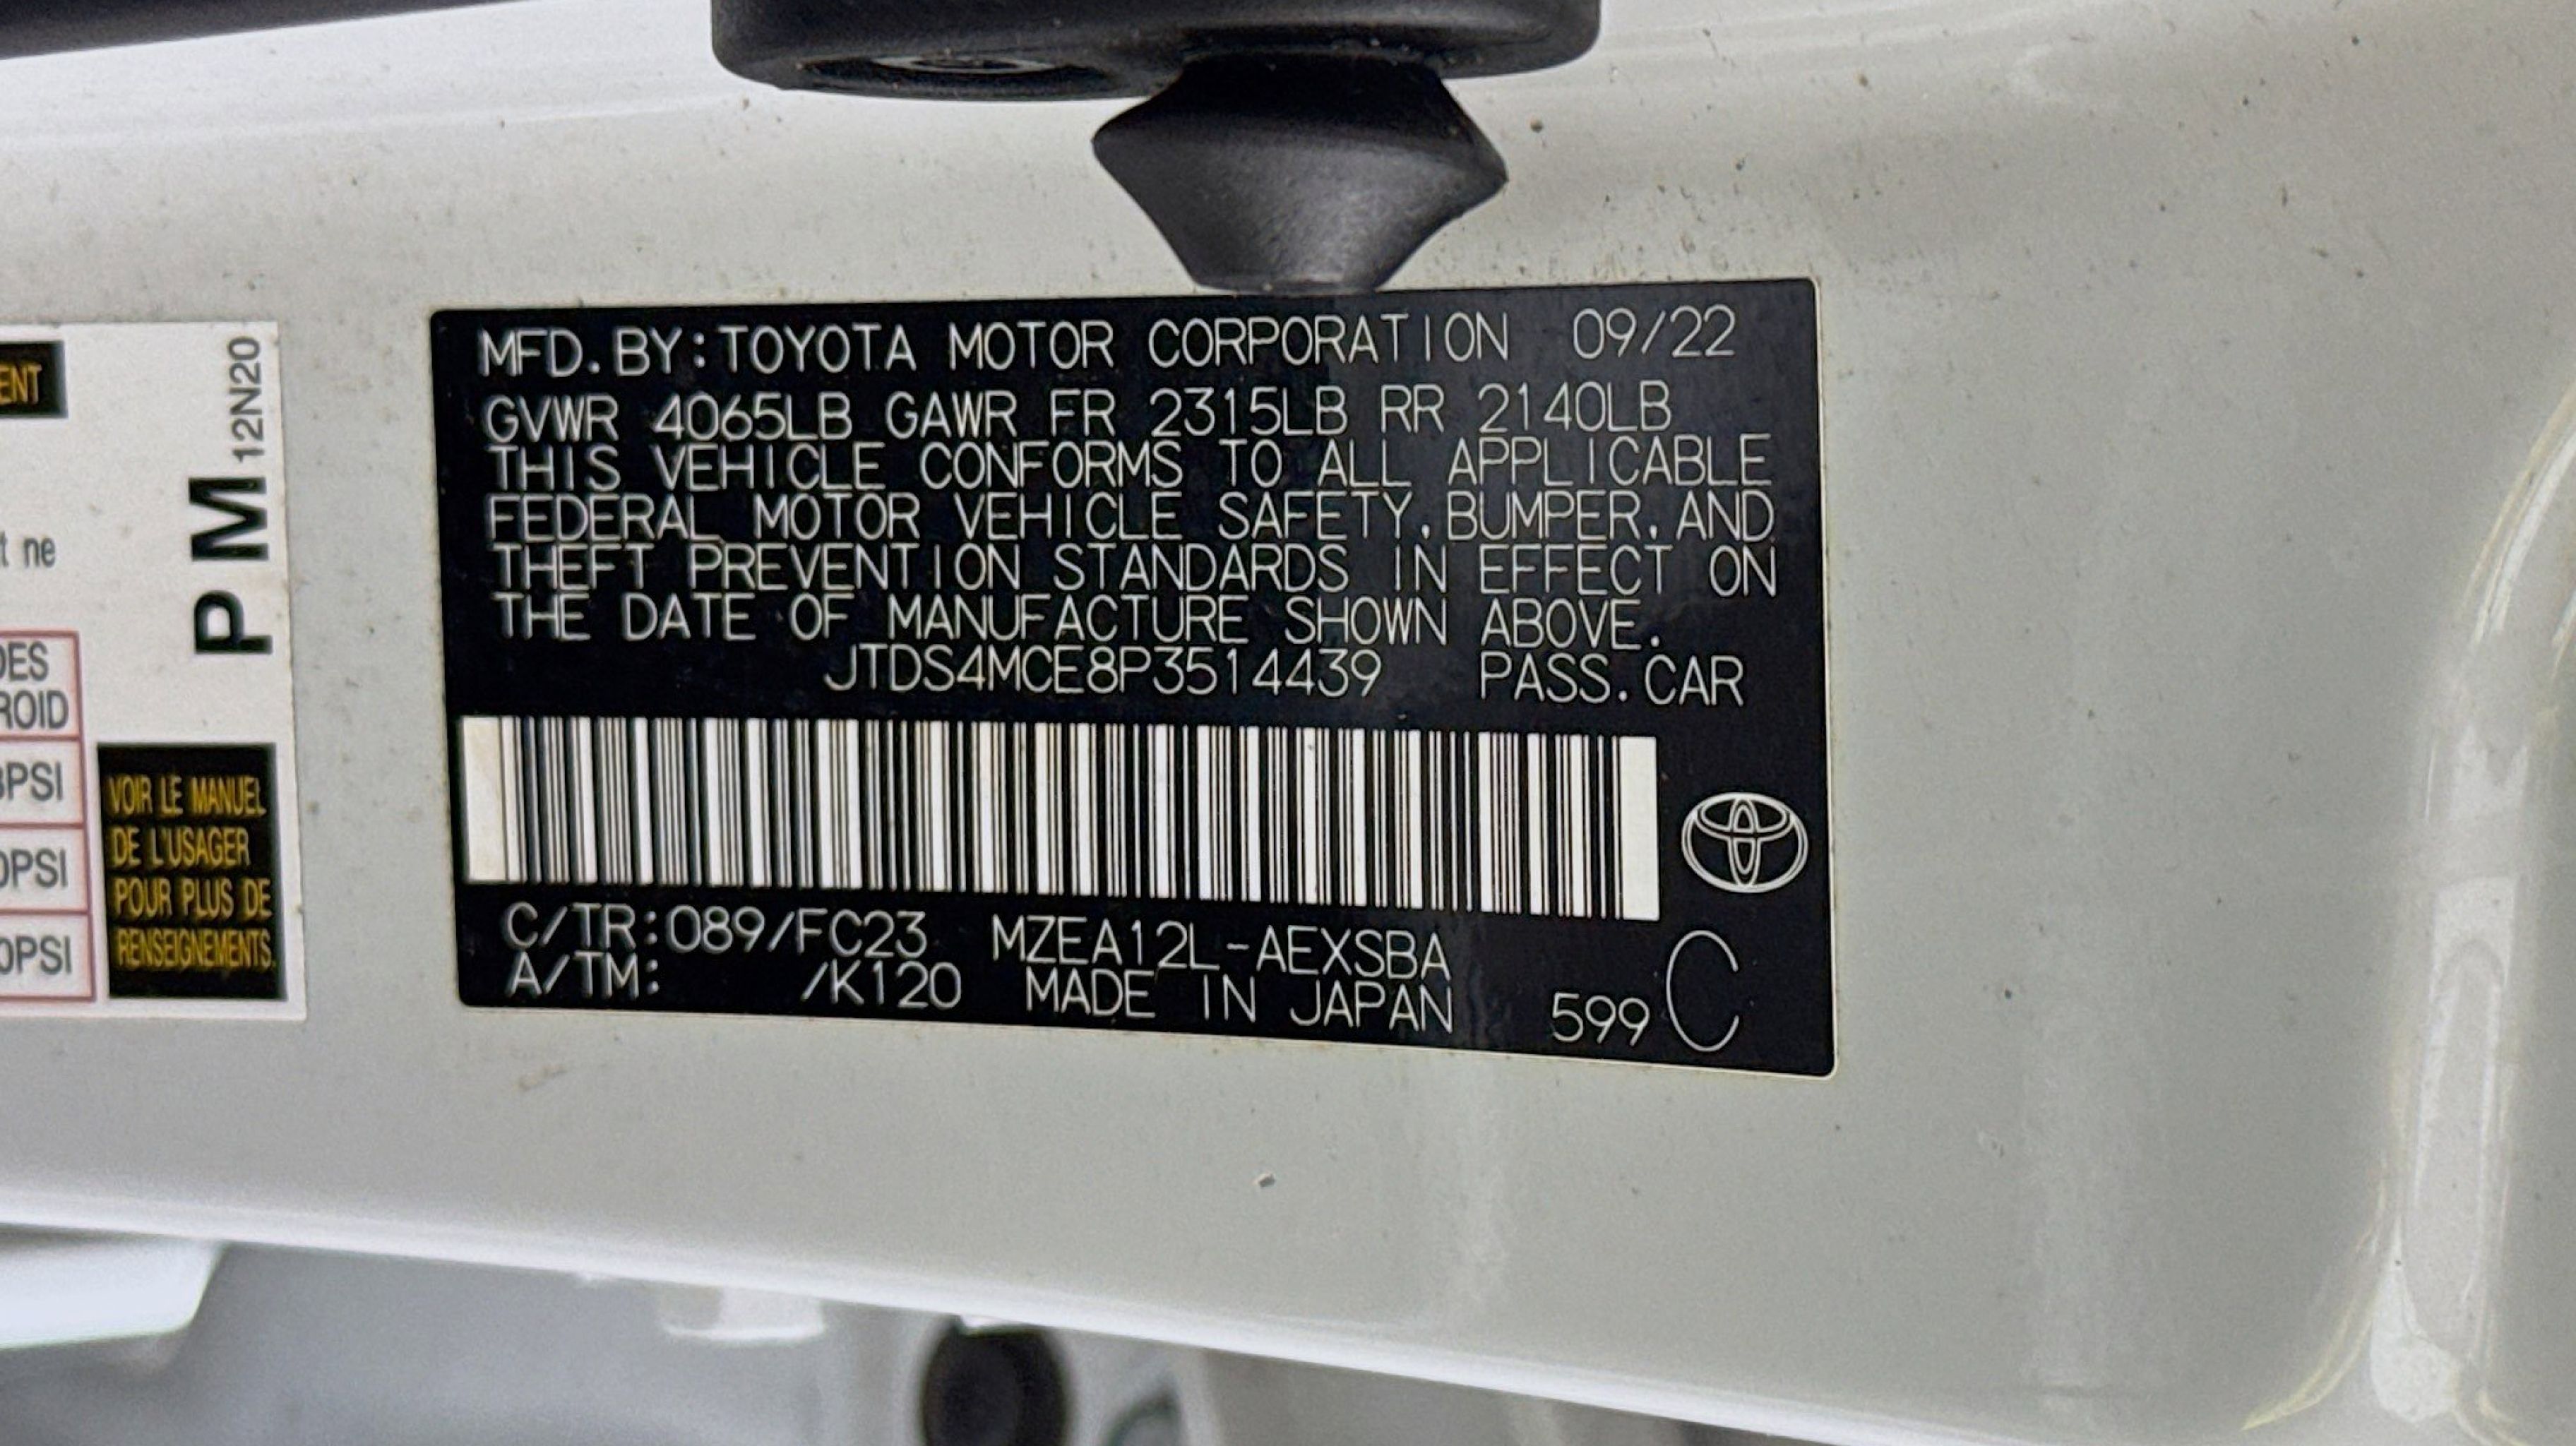 ENT
t ne
DES
ROID
PSI
0PSI
0PSI
PM 12N20
VOIR LE MANUEL
DE L'USAGER
POUR PLUS DE
RENSEIGNEMENTS.
MFD.BY:TOYOTA MOTOR CORPORATION 09/22
GVWR 4065LB GAWR FR 2315LB RR 2140LB
THIS VEHICLE CONFORMS TO ALL APPLICABLE
FEDERAL MOTOR VEHICLE SAFETY,BUMPER,AND
THEFT PREVENTION STANDARDS IN EFFECT ON
THE DATE OF MANUFACTURE SHOWN ABOVE.
JTDS4MCE8P3514439 PASS.CAR
C/TR:089/FC23 MZEA12L-AEXSBA
A/TM: /K120 MADE IN JAPAN 599 C